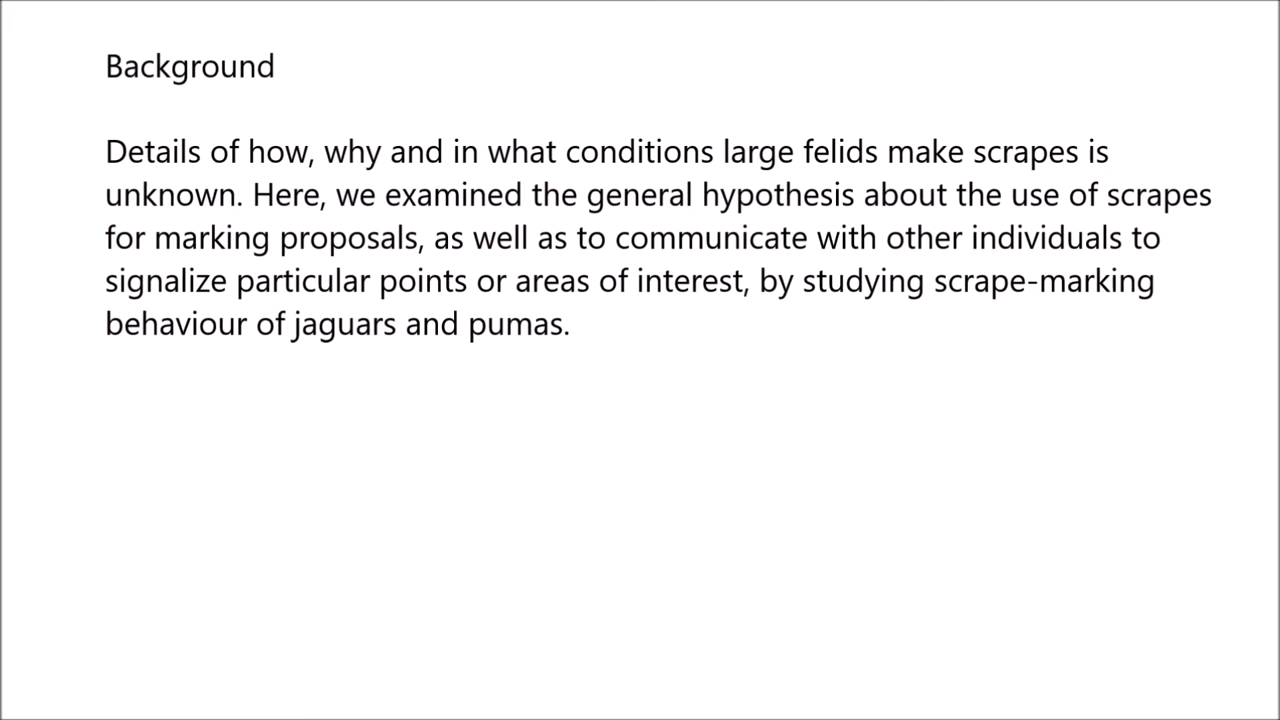 Background
Details of how, why and in what conditions large felids make scrapes is
unknown. Here, we examined the general hypothesis about the use of scrapes
for marking proposals, as well as to communicate with other individuals to
signalize particular points or areas of interest, by studying scrape-marking
behaviour of jaguars and pumas.